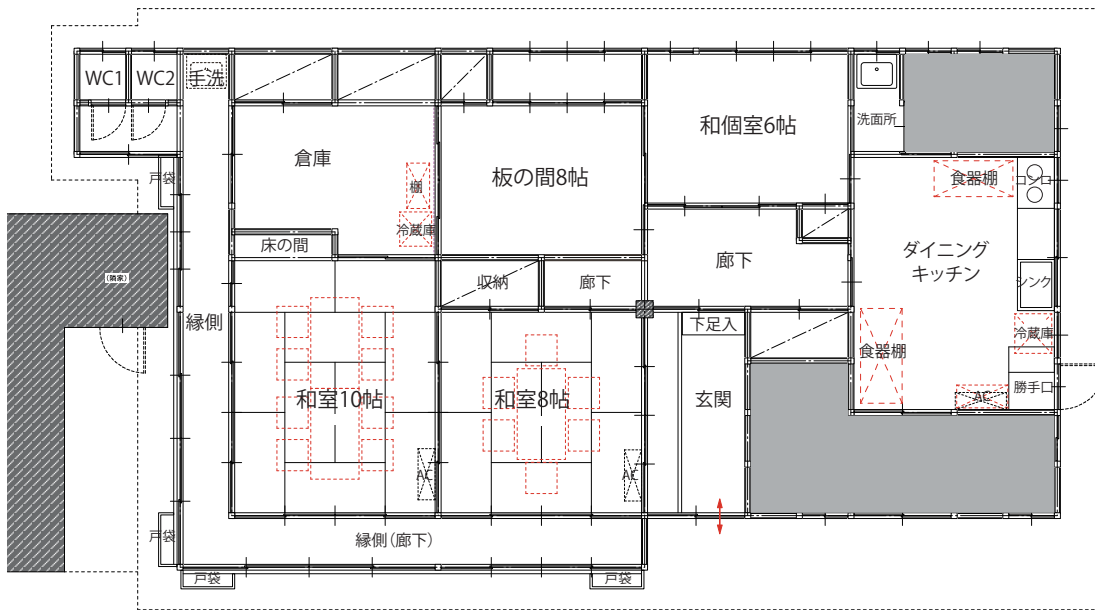 WC1
WC2
手洗
和個室6帖
洗面所
倉庫
板の間8帖
戸袋
棚
食器棚
コンロ
冷蔵庫
床の間
廊下
ダイニング
キッチン
収納
廊下
シンク
(隣家)
縁側
下足入
冷蔵庫
食器棚
和室10帖
和室8帖
玄関
勝手口
AC
AC
AC
戸袋
縁側(廊下)
戸袋
戸袋